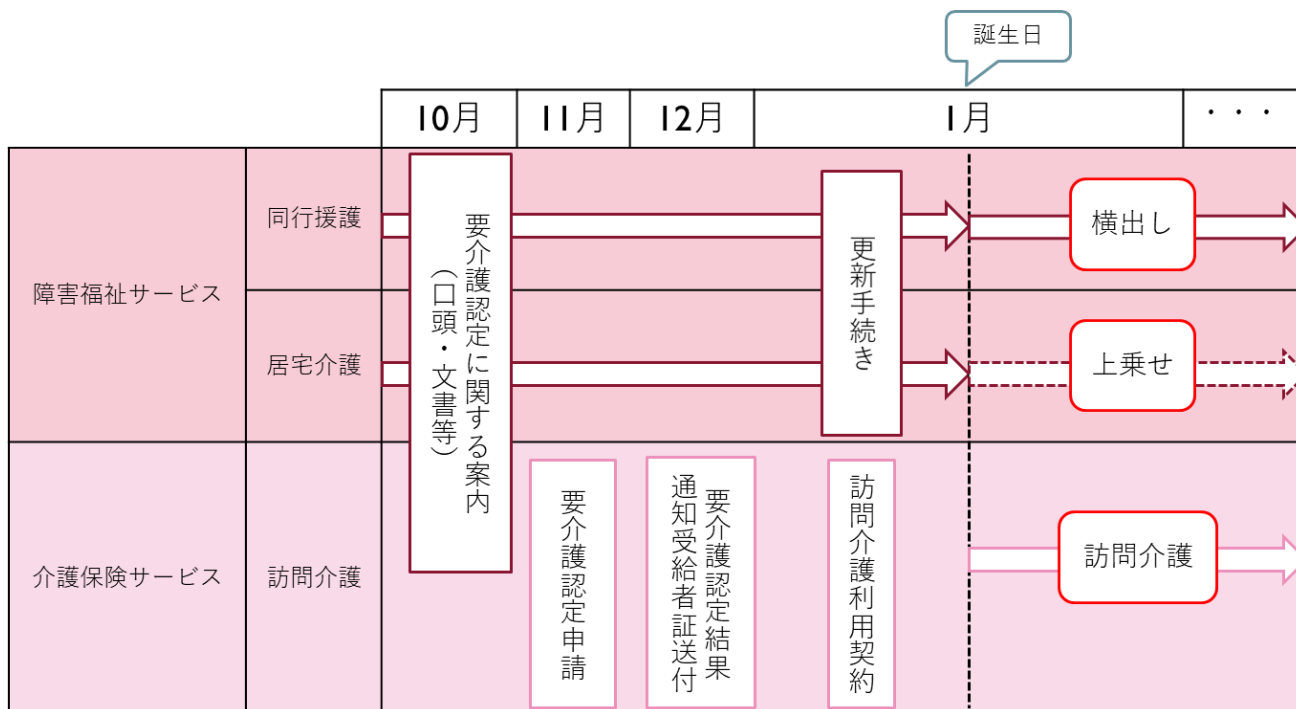 誕生日
10月
11月
12月
1月
・・・
障害福祉サービス
同行援護
居宅介護
介護保険サービス
訪問介護
要介護認定に関する案内
（口頭・文書等）
更新手続き
横出し
上乗せ
要介護認定申請
要介護認定結果
通知受給者証送付
訪問介護利用契約
訪問介護